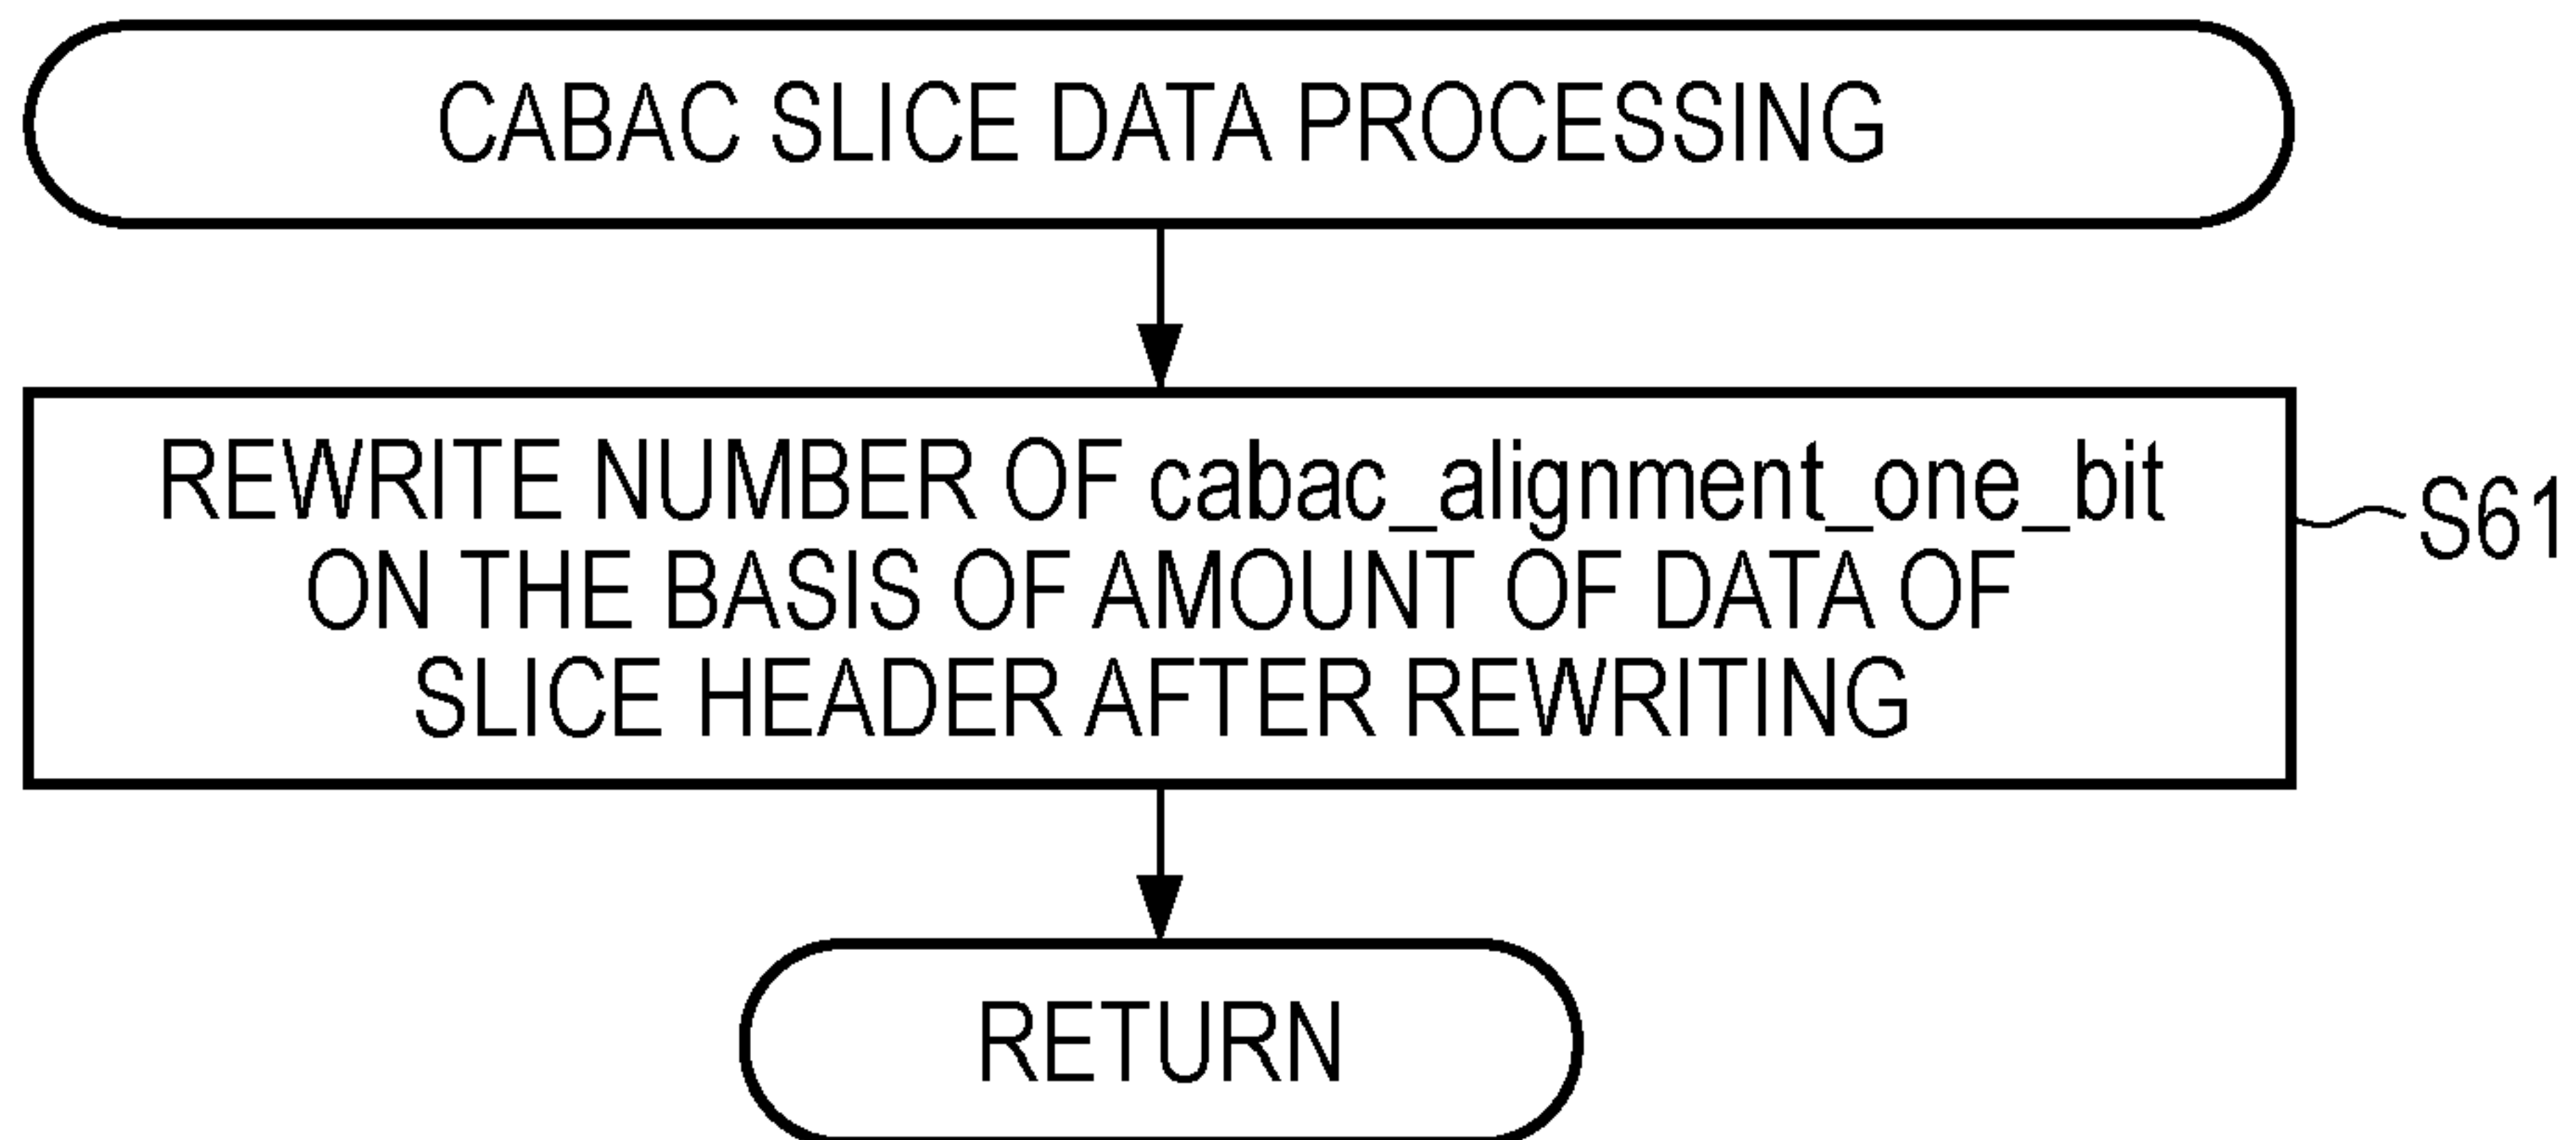 CABAC SLICE DATA PROCESSING
REWRITE NUMBER OF cabac_alignment_one_bit
ON THE BASIS OF AMOUNT OF DATA OF
SLICE HEADER AFTER REWRITING
S61
RETURN